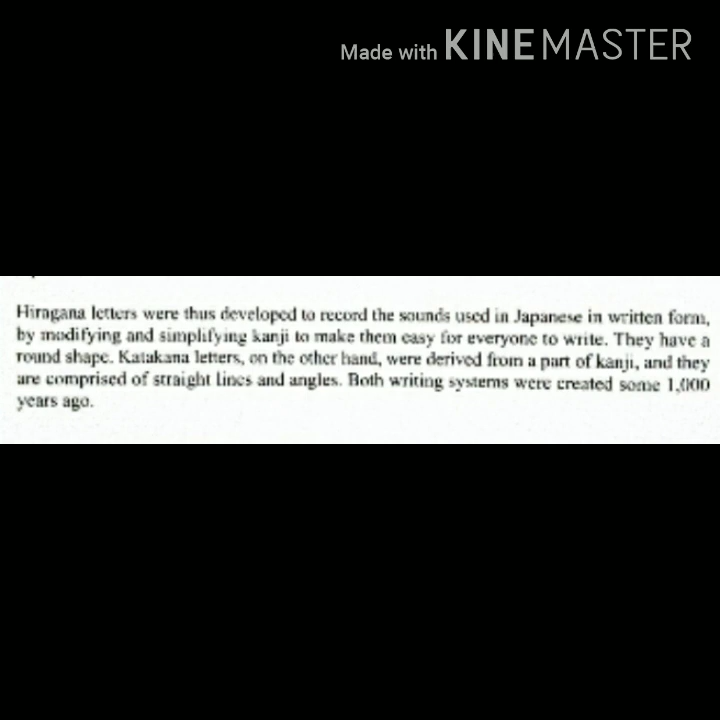 Made with KINEMASTER
Hiragana letters were thus developed to record the sounds used in Japanese in written form,
by modifying and simplifying kanji to make them easy for everyone to write. They have a
round shape. Katakana letters, on the other hand, were derived from a part of kanji, and they
are comprised of straight lines and angles. Both writing systems were created some 1,000
years ago.